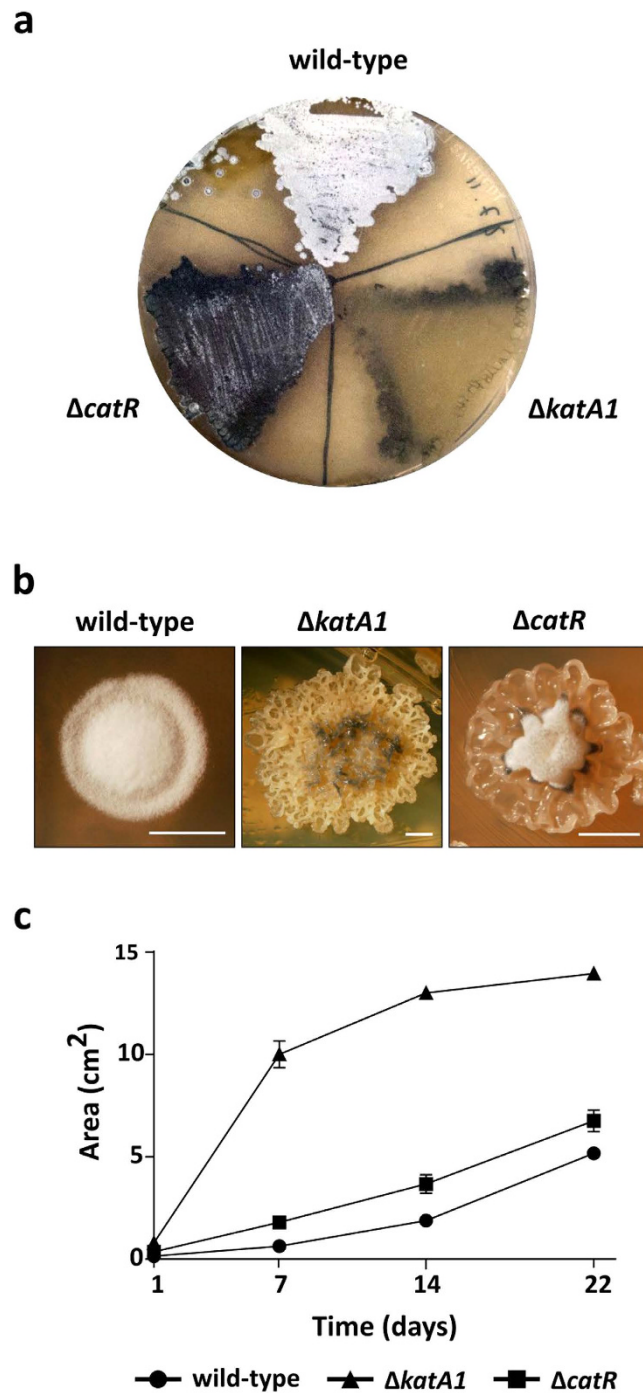 a
wild-type
ΔcatR
ΔkatA1
b
wild-type ΔkatA1 ΔcatR
c
15
10
5
0
Area (cm²)
1 7 14 22
Time (days)
wild-type ΔkatA1 ΔcatR